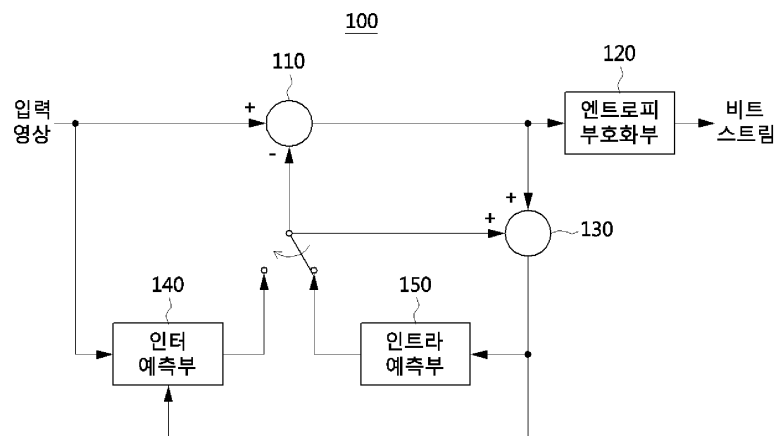 100
110
120
입력
영상
+
-
엔트로피
부호화부
비트
스트림
+
+
130
140
150
인터
예측부
인트라
예측부